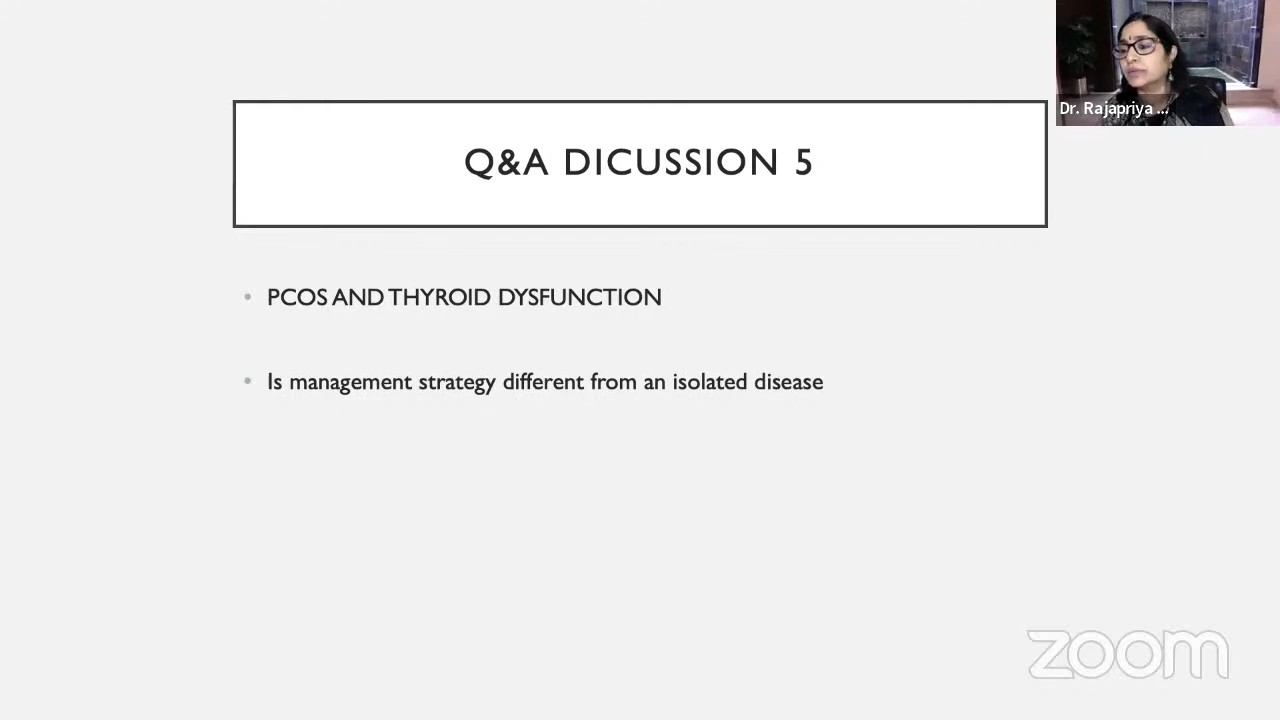 Q&A DICUSSION 5
Dr. Rajapriya ...
• PCOS AND THYROID DYSFUNCTION
• Is management strategy different from an isolated disease
zoom